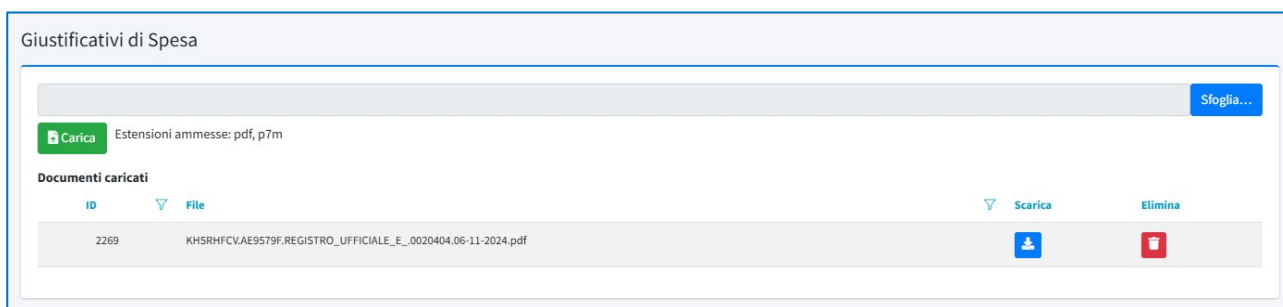 Giustificativi di Spesa
Sfoglia...
Carica Estensioni ammesse: pdf, p7m
Documenti caricati
ID File Scarica Elimina
2269 KH5RHFCV.AE9579F.REGISTRO_UFFICIALE_E_.0020404.06-11-2024.pdf